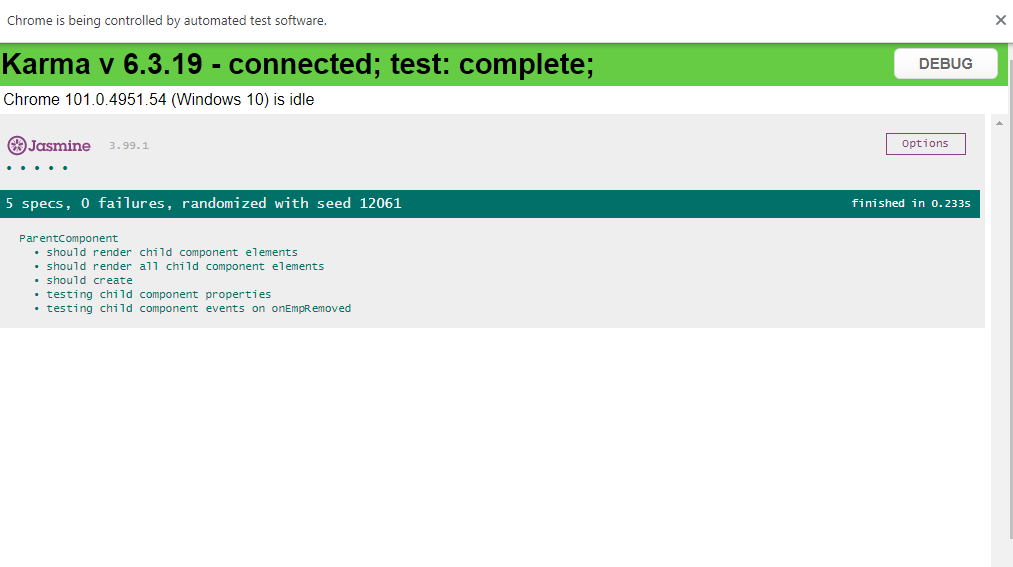 Chrome is being controlled by automated test software.
Karma v 6.3.19 - connected; test: complete;
DEBUG
Chrome 101.0.4951.54 (Windows 10) is idle
Jasmine 3.99.1
Options
• • • • •
5 specs, 0 failures, randomized with seed 12061
finished in 0.233s
ParentComponent
• should render child component elements
• should render all child component elements
• should create
• testing child component properties
• testing child component events on onEmpRemoved